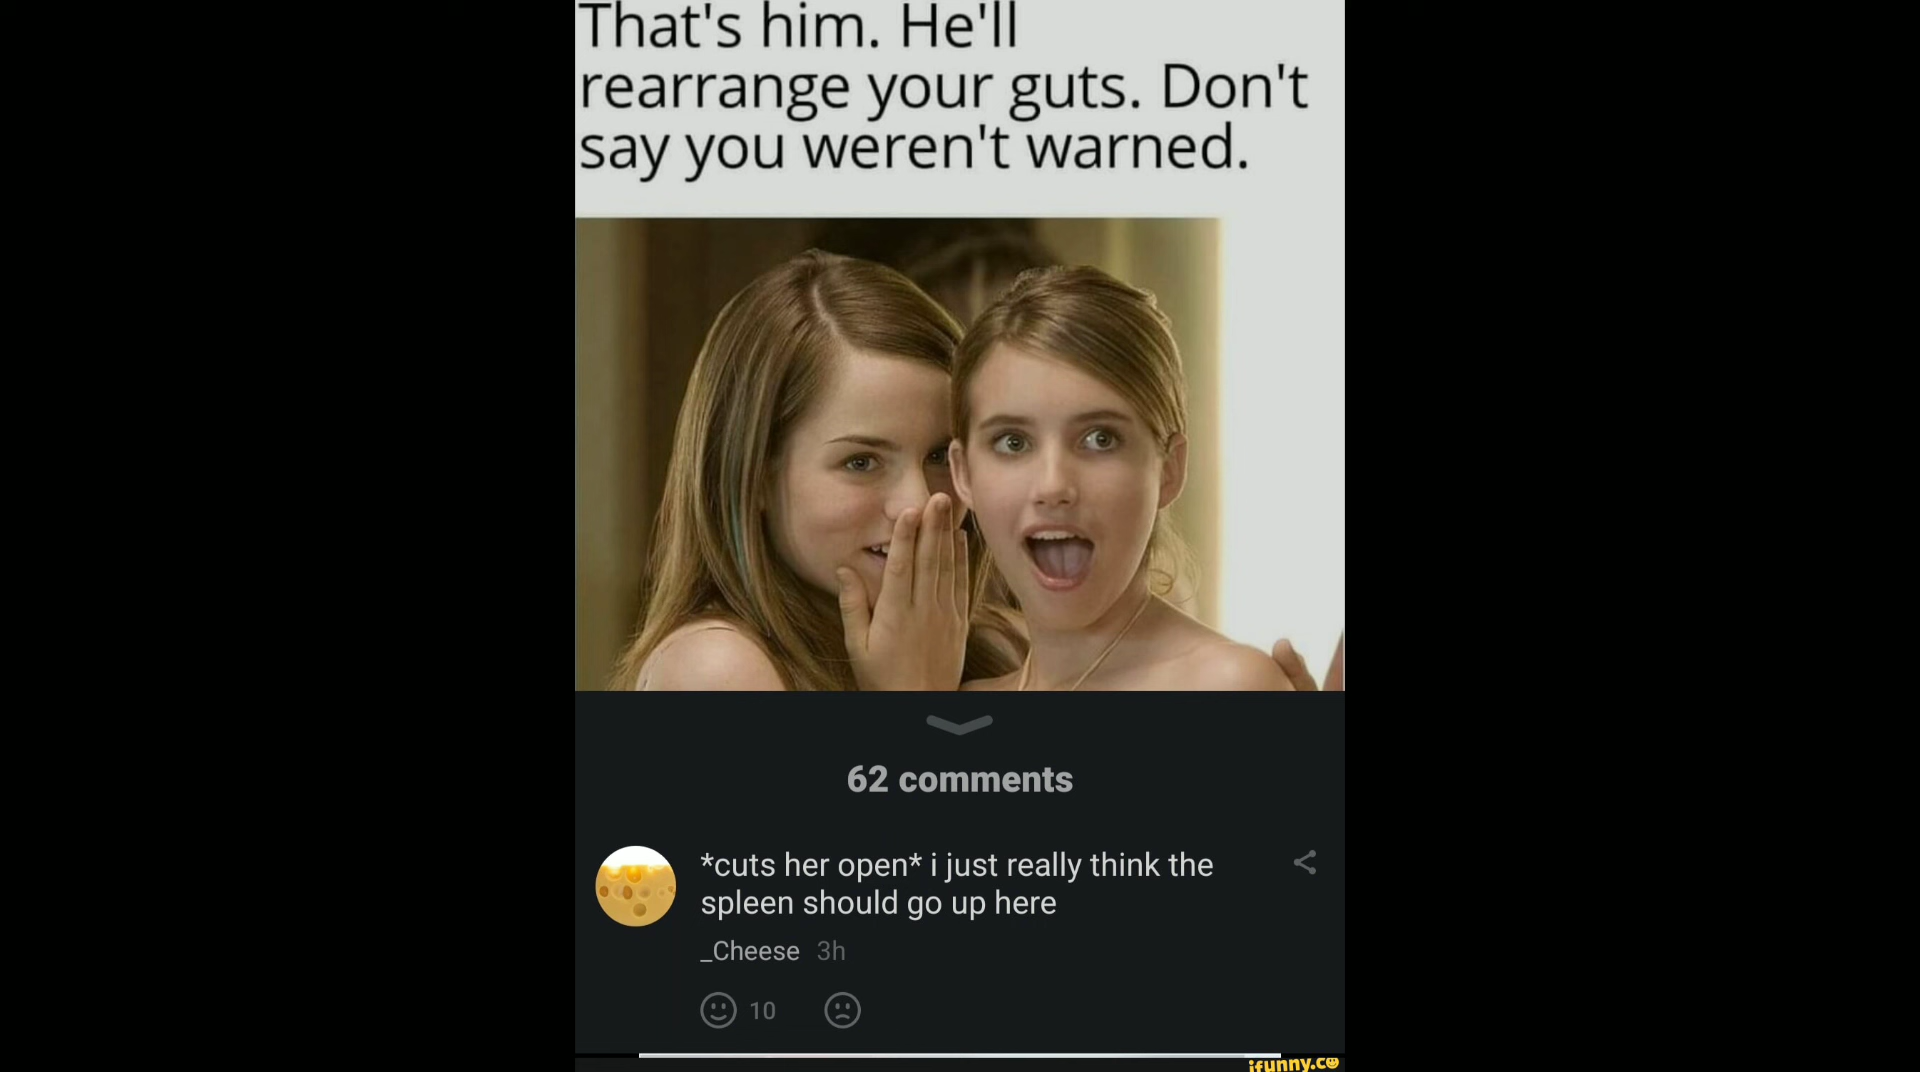 That's him. He'll
rearrange your guts. Don't
say you weren't warned.
62 comments
*cuts her open* i just really think the
spleen should go up here
_Cheese 3h
10
ifunny.co